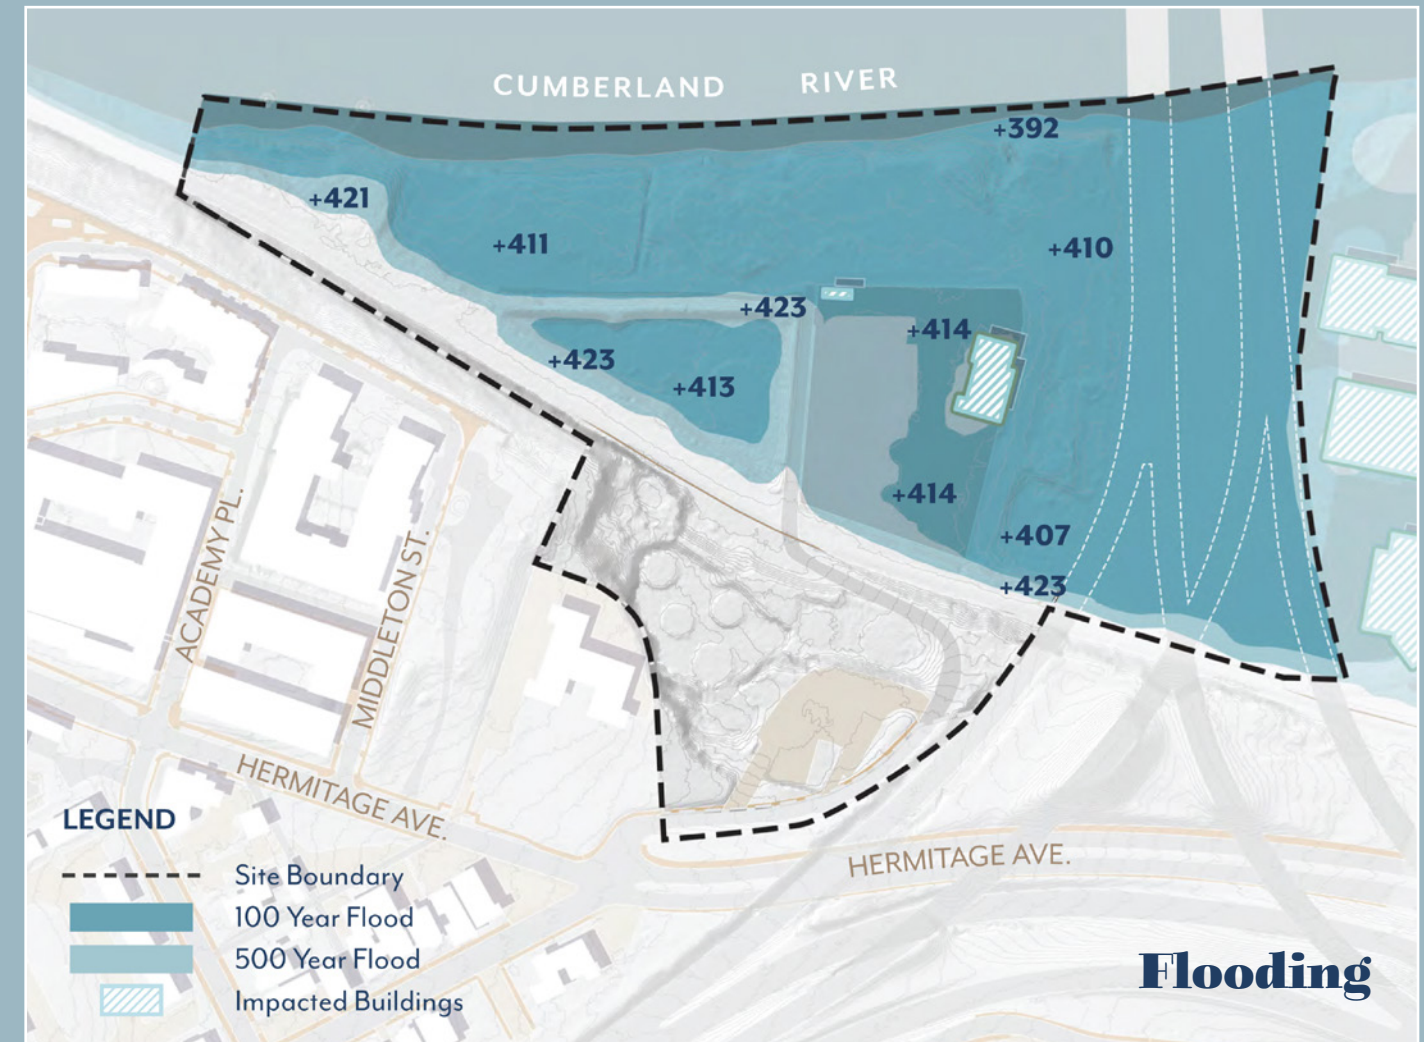 CUMBERLAND RIVER
+392
+421
+411
+410
+423
+414
+423
+413
+414
+407
+423
ACADEMY PL.
MIDDLETON ST.
HERMITAGE AVE.
HERMITAGE AVE.
LEGEND
Site Boundary
100 Year Flood
500 Year Flood
Impacted Buildings
Flooding